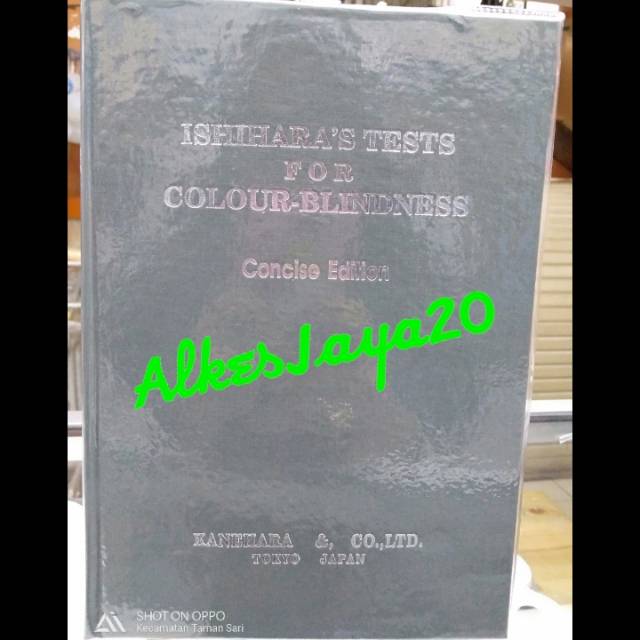 ISHIHARA'S TESTS
FOR
COLOUR-BLINDNESS
Concise Edition
AlkesJaya20
KANEHARA &, CO.,LTD.
TOKYO JAPAN
SHOT ON OPPO
Kecamatan Taman Sari